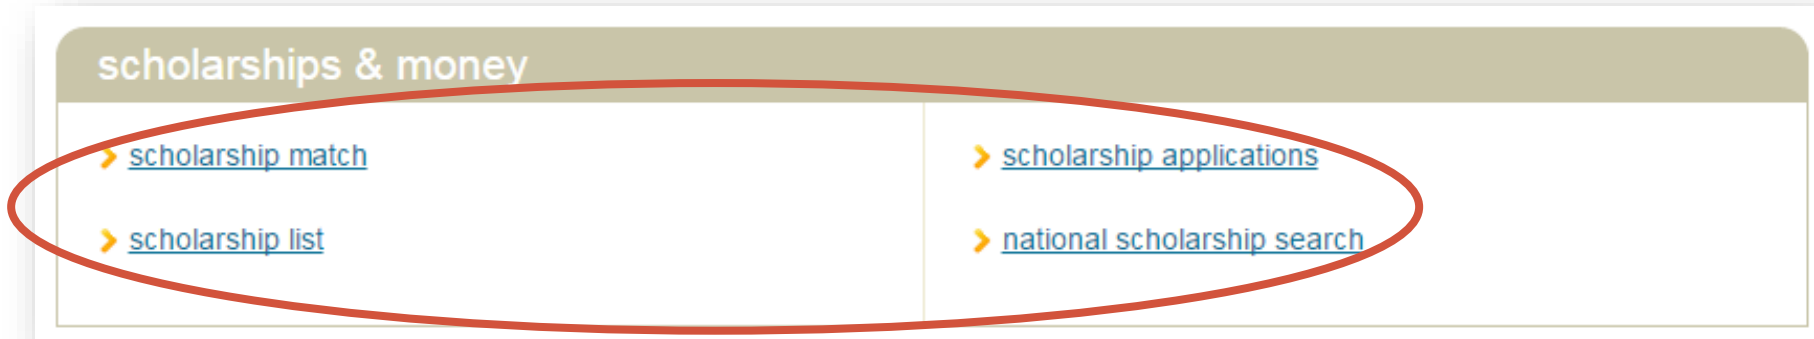 scholarships & money
scholarship match
scholarship applications
scholarship list
national scholarship search